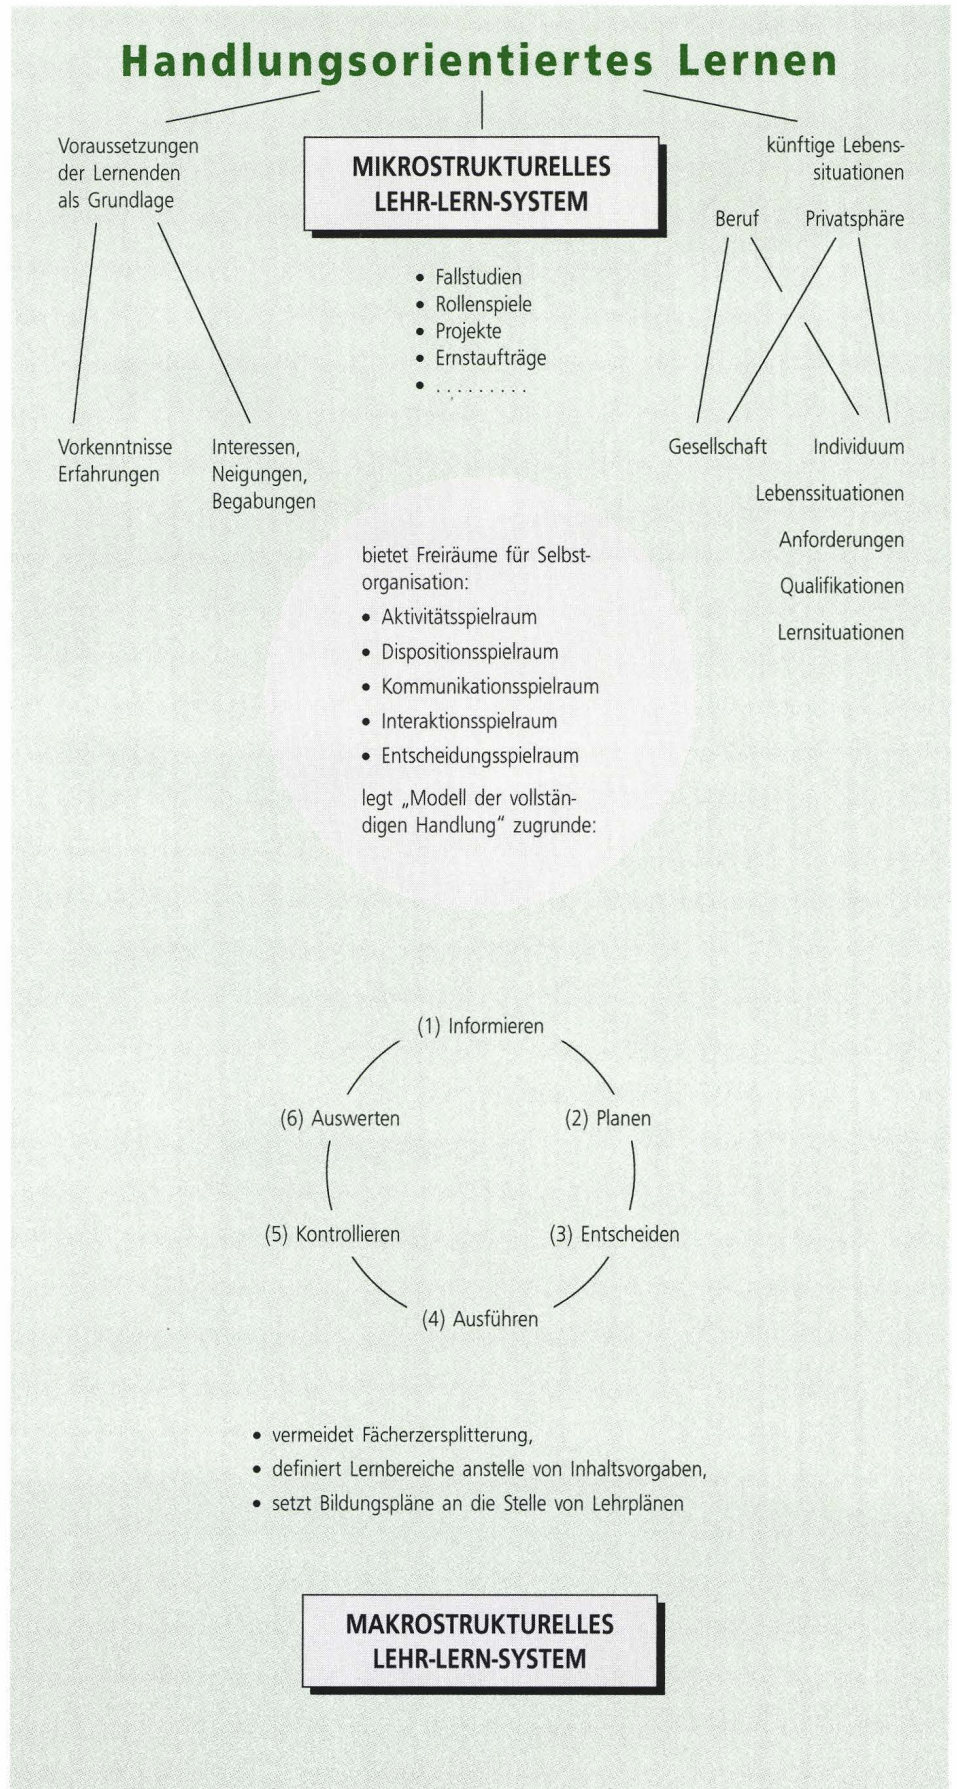 Handlungsorientiertes Lernen
Voraussetzungen
der Lernenden
als Grundlage
Vorkenntnisse
Erfahrungen
Interessen,
Neigungen,
Begabungen
MIKROSTRUKTURELLES
LEHR-LERN-SYSTEM
• Fallstudien
• Rollenspiele
• Projekte
• Ernstaufträge
• . . . . . . . . .
künftige Lebens-
situationen
Beruf Privatsphäre
Gesellschaft Individuum
Lebenssituationen
Anforderungen
Qualifikationen
Lernsituationen
bietet Freiräume für Selbst-
organisation:
• Aktivitätsspielraum
• Dispositionsspielraum
• Kommunikationsspielraum
• Interaktionsspielraum
• Entscheidungsspielraum
legt „Modell der vollstän-
digen Handlung“ zugrunde:
(1) Informieren
(2) Planen
(3) Entscheiden
(4) Ausführen
(5) Kontrollieren
(6) Auswerten
• vermeidet Fächerzersplitterung,
• definiert Lernbereiche anstelle von Inhaltsvorgaben,
• setzt Bildungspläne an die Stelle von Lehrplänen
MAKROSTRUKTURELLES
LEHR-LERN-SYSTEM